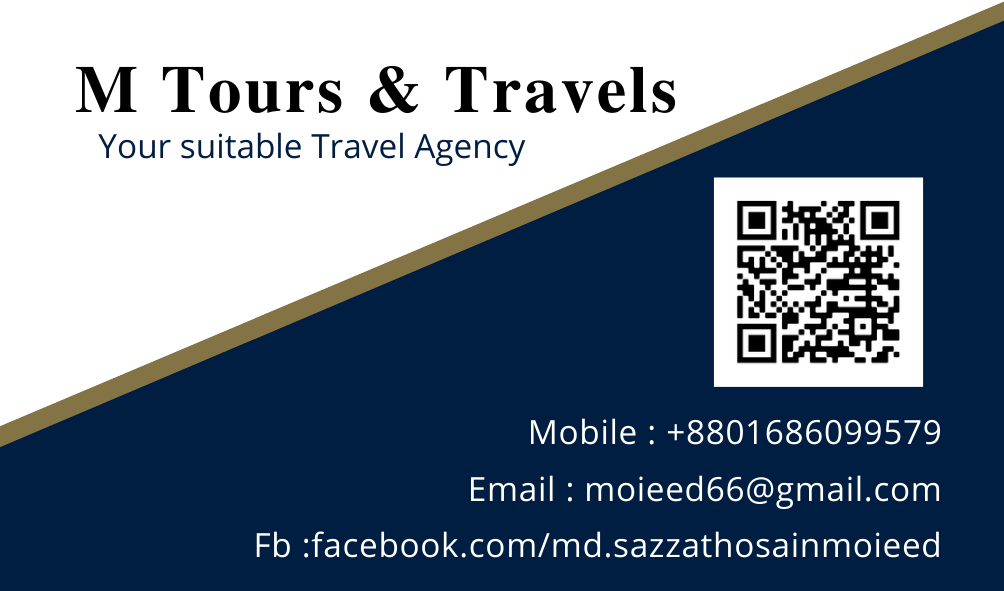 M Tours & Travels
Your suitable Travel Agency
Mobile : +8801686099579
Email : moieed66@gmail.com
Fb :facebook.com/md.sazzathosainmoieed